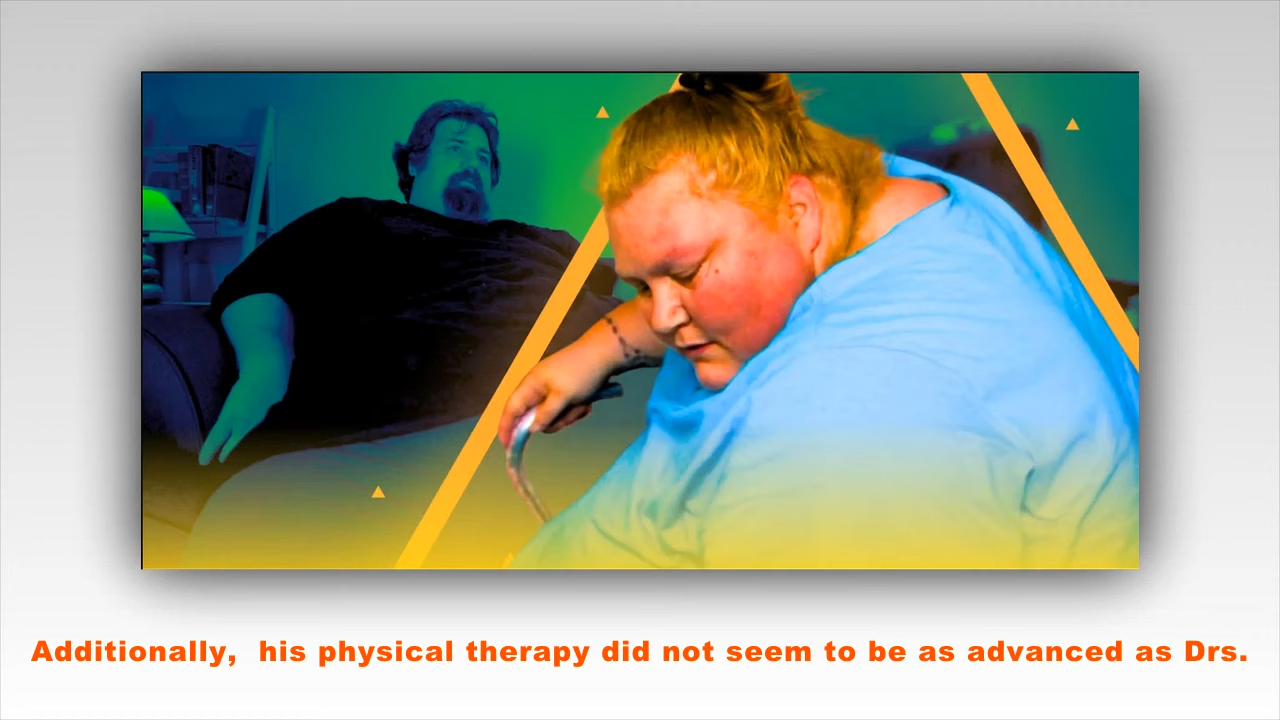 Additionally,  his physical therapy did not seem to be as advanced as Drs.